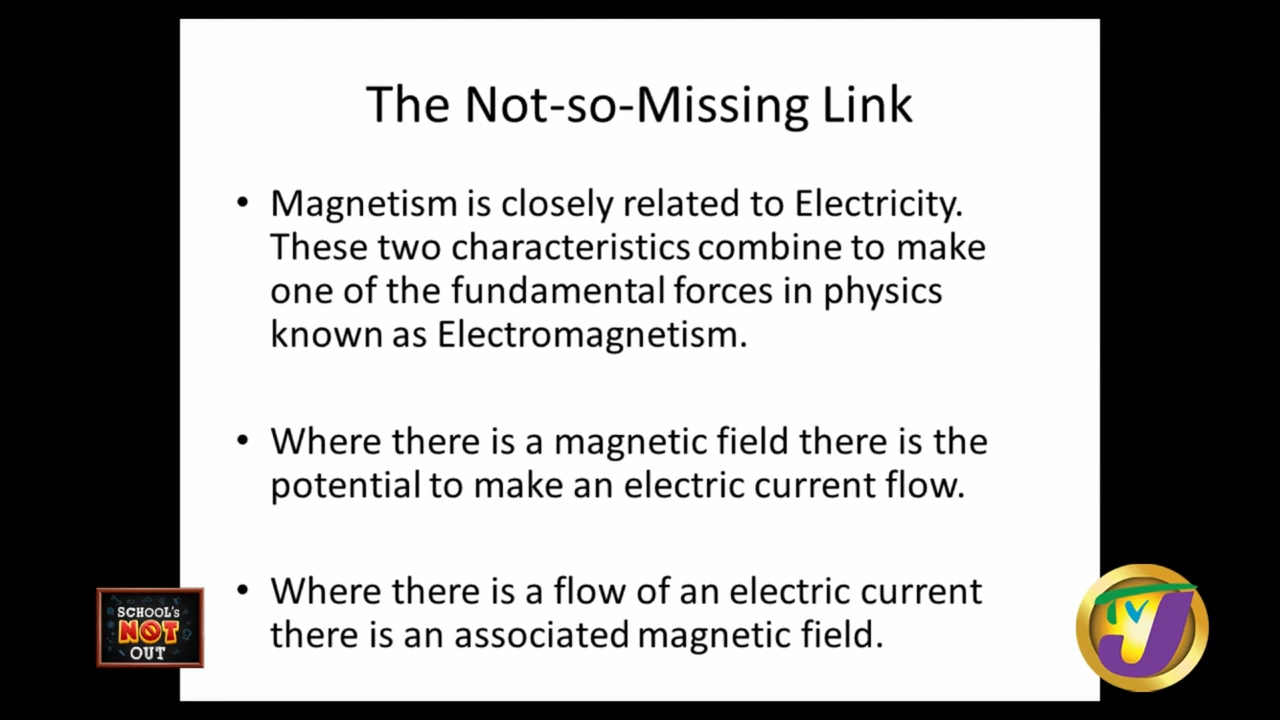 The Not-so-Missing Link
• Magnetism is closely related to Electricity.
These two characteristics combine to make
one of the fundamental forces in physics
known as Electromagnetism.
• Where there is a magnetic field there is the
potential to make an electric current flow.
• Where there is a flow of an electric current
there is an associated magnetic field.
SCHOOL'S
NOT
OUT
TVJ